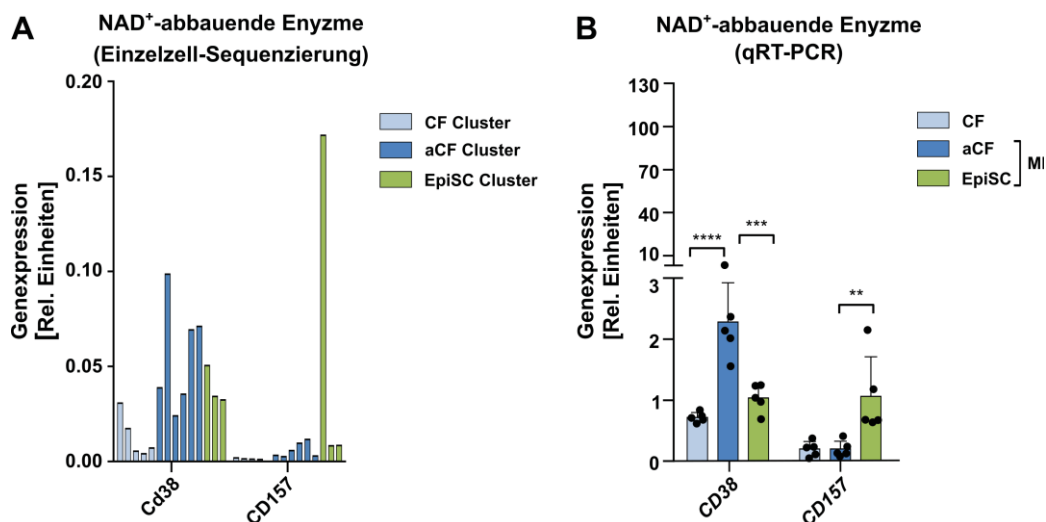 A
NAD⁺-abbauende Enyzme
(Einzelzell-Sequenzierung)
Genexpression
[Rel. Einheiten]
0.20
0.15
0.10
0.05
0.00
Cd38
CD157
CF Cluster
aCF Cluster
EpiSC Cluster
B
NAD⁺-abbauende Enyzme
(qRT-PCR)
Genexpression
[Rel. Einheiten]
130
100
70
40
10
3
2
1
0
****
***
**
CD38
CD157
CF
aCF
EpiSC